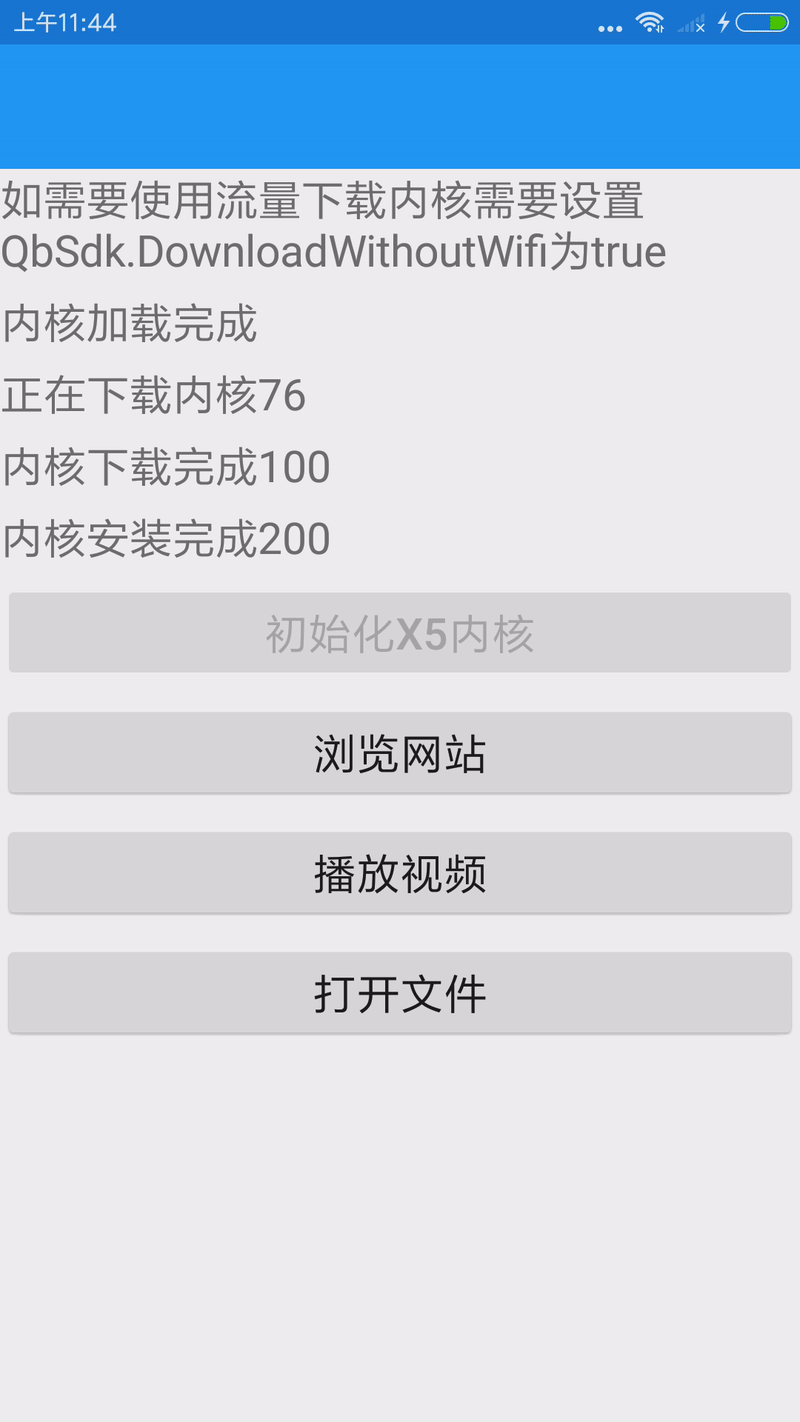 上午11:44
如需要使用流量下载内核需要设置
QbSdk.DownloadWithoutWifi为true
内核加载完成
正在下载内核76
内核下载完成100
内核安装完成200
初始化X5内核
浏览网站
播放视频
打开文件